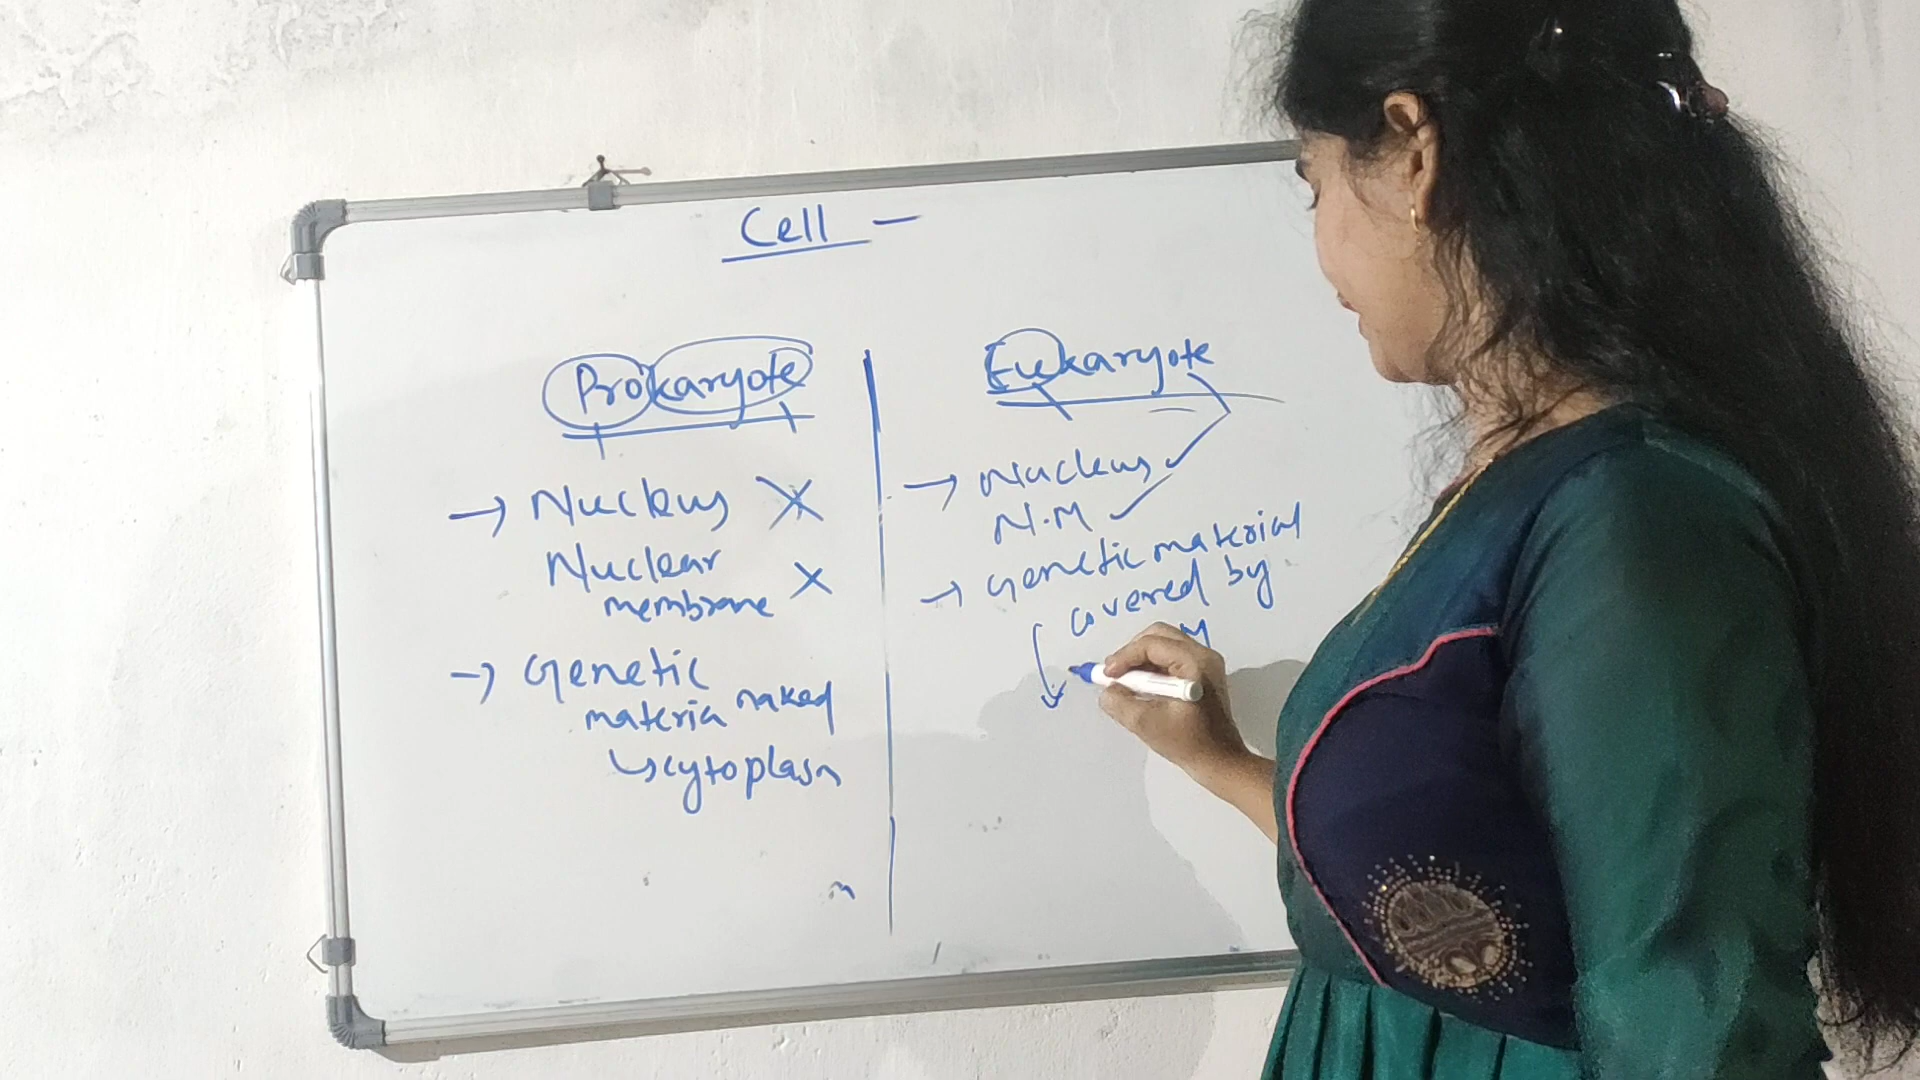 Cell –
Prokaryote
→ Nucleus X
Nuclear
membrane X
→ Genetic
materia naked
↳ cytoplasm
Eukaryote
→ Nucleus ✓
N.M ✓
→ Genetic material
covered by
M